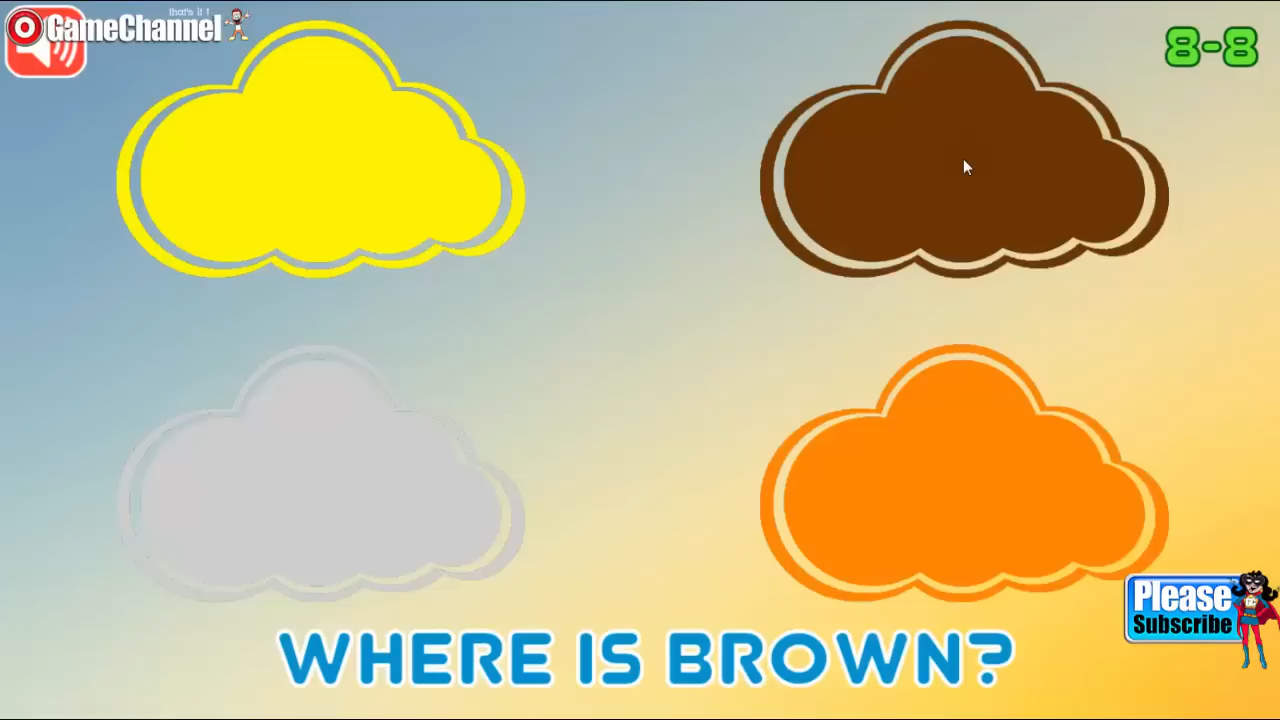 that's it !
GameChannel
8-8
Please
Subscribe
WHERE IS BROWN?